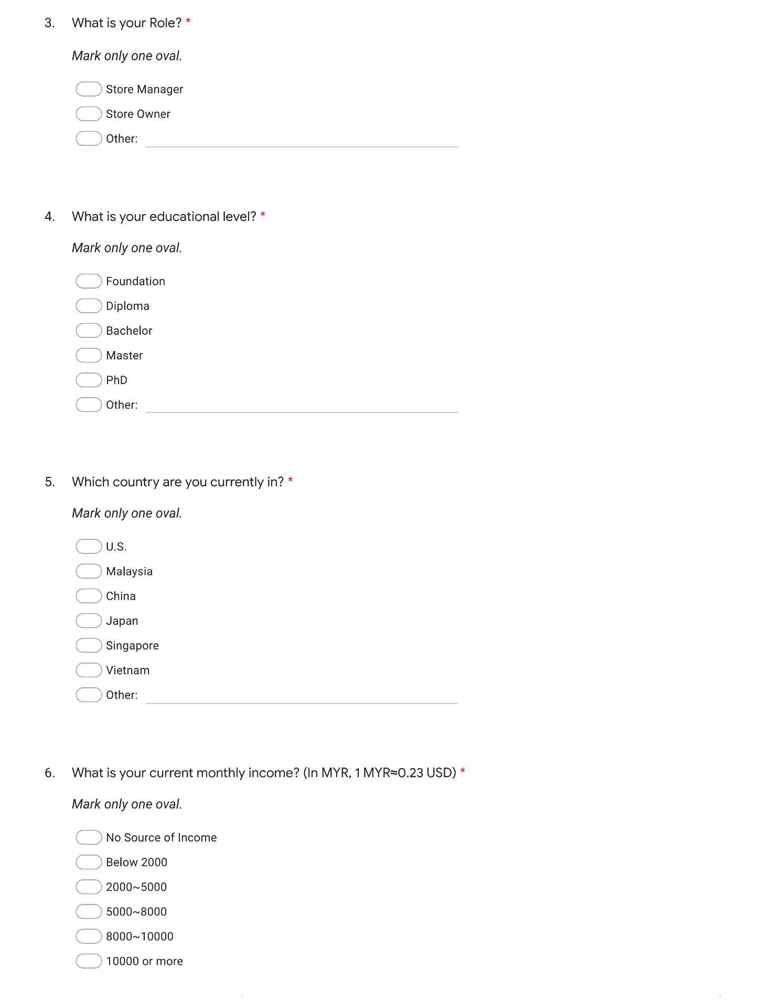 3. What is your Role? *
Mark only one oval.
Store Manager
Store Owner
Other:
4. What is your educational level? *
Mark only one oval.
Foundation
Diploma
Bachelor
Master
PhD
Other:
5. Which country are you currently in? *
Mark only one oval.
U.S.
Malaysia
China
Japan
Singapore
Vietnam
Other:
6. What is your current monthly income? (In MYR, 1 MYR≈0.23 USD) *
Mark only one oval.
No Source of Income
Below 2000
2000~5000
5000~8000
8000~10000
10000 or more